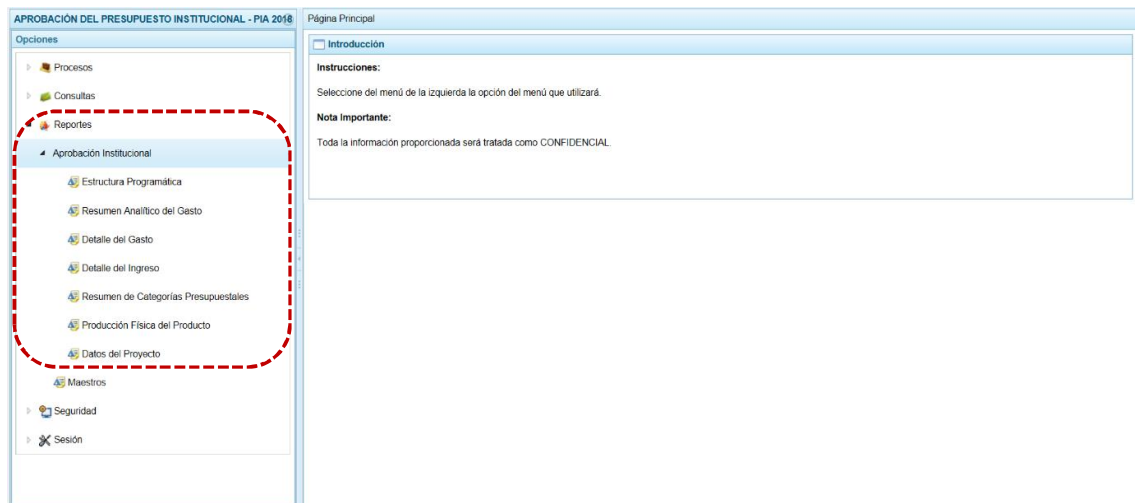 APROBACIÓN DEL PRESUPUESTO INSTITUCIONAL - PIA 2018
Opciones
Procesos
Consultas
Reportes
Aprobación Institucional
Estructura Programática
Resumen Analítico del Gasto
Detalle del Gasto
Detalle del Ingreso
Resumen de Categorías Presupuestales
Producción Física del Producto
Datos del Proyecto
Maestros
Seguridad
Sesión
Página Principal
Introducción
Instrucciones:
Seleccione del menú de la izquierda la opción del menú que utilizará.
Nota Importante:
Toda la información proporcionada será tratada como CONFIDENCIAL.